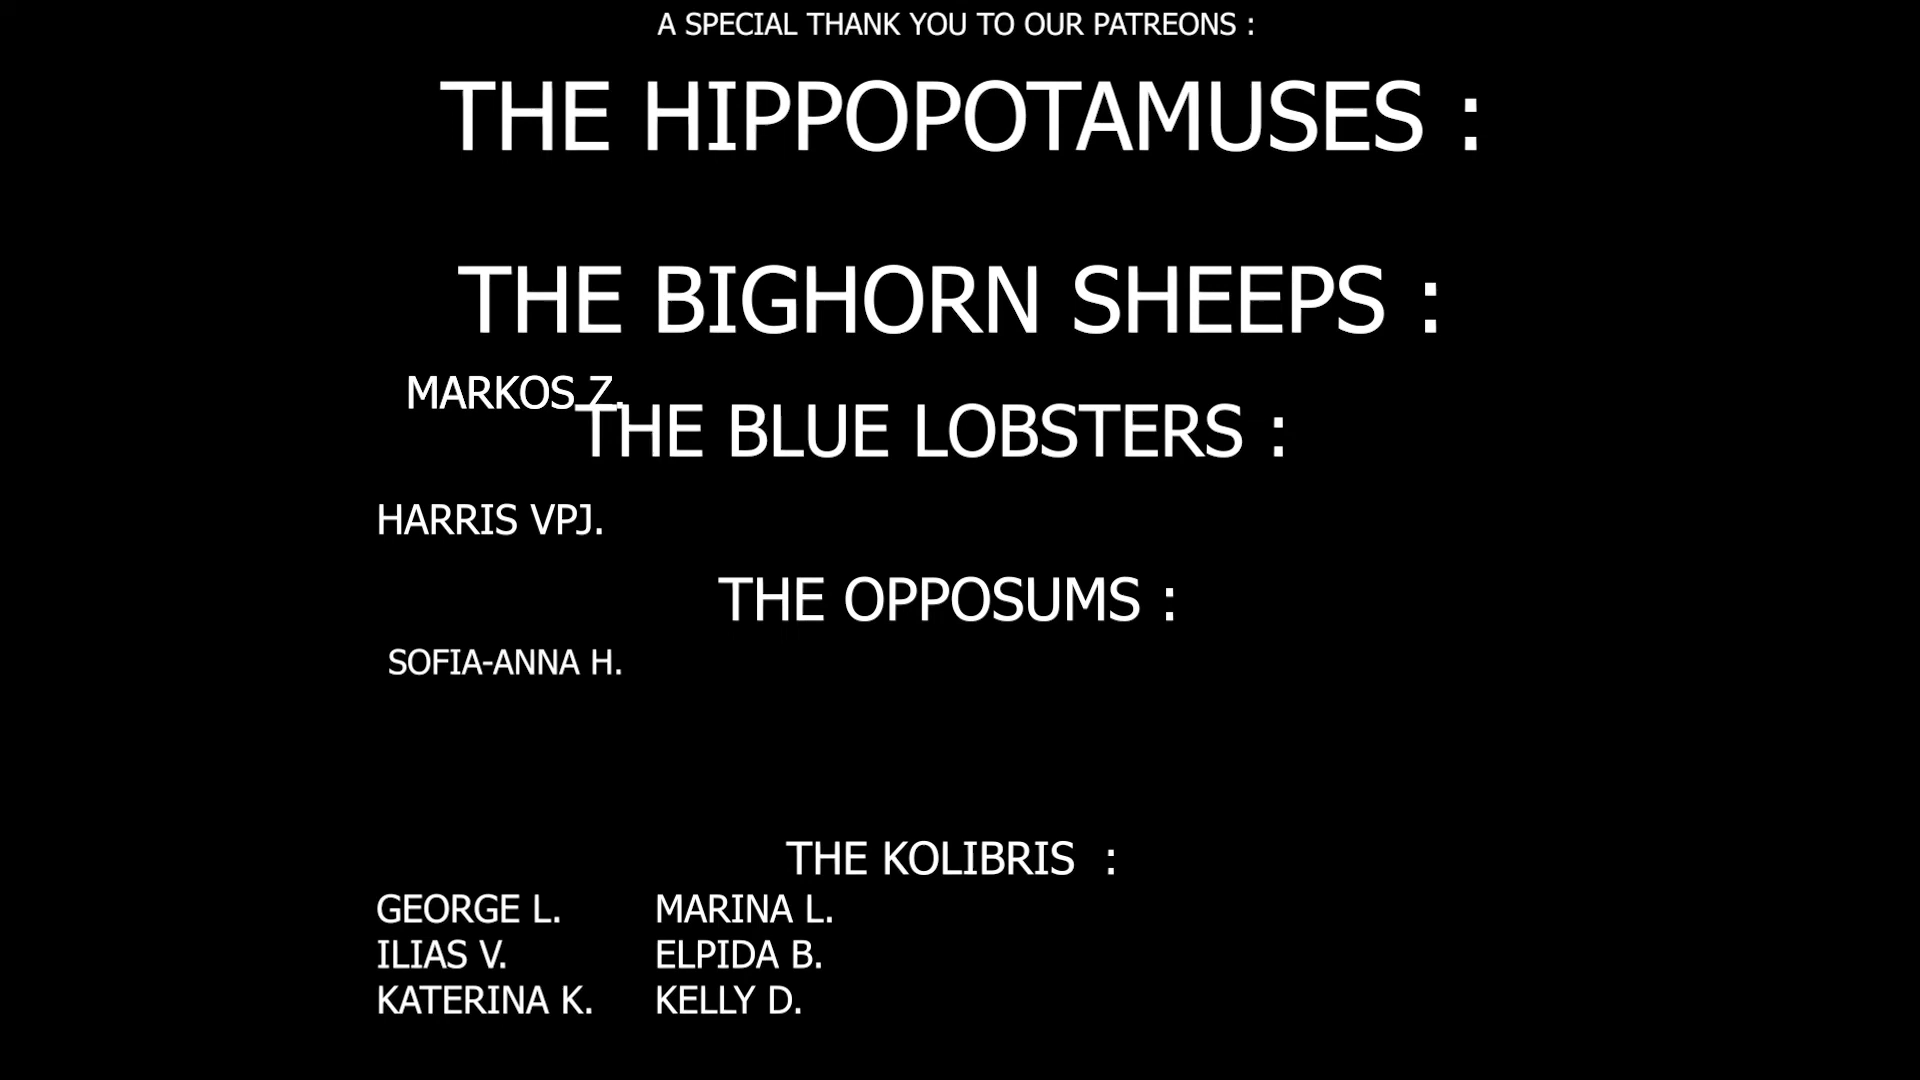 A SPECIAL THANK YOU TO OUR PATREONS :
THE HIPPOPOTAMUSES :
THE BIGHORN SHEEPS :
MARKOS Z.
THE BLUE LOBSTERS :
HARRIS VPJ.
THE OPPOSUMS :
SOFIA-ANNA H.
THE KOLIBRIS :
GEORGE L. MARINA L.
ILIAS V. ELPIDA B.
KATERINA K. KELLY D.